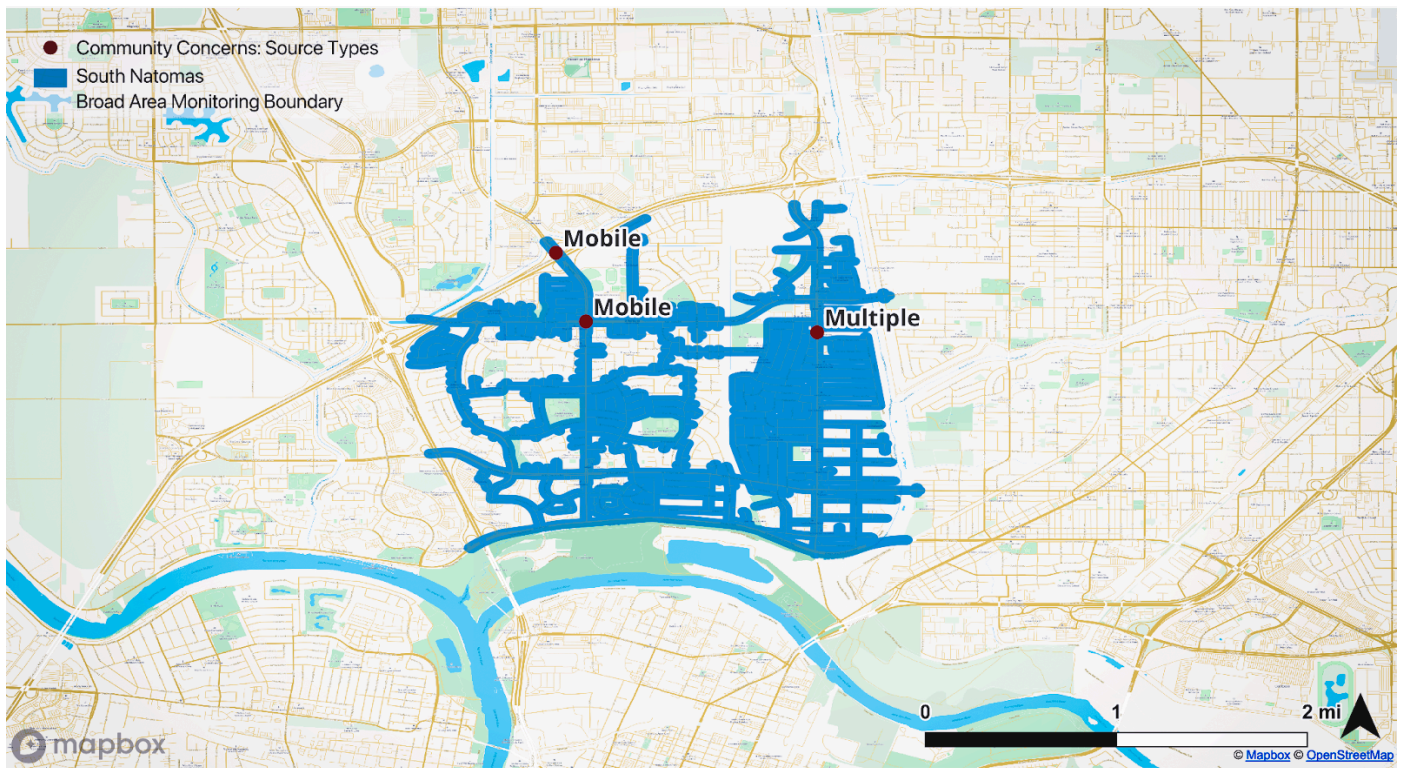 Community Concerns: Source Types
South Natomas
Broad Area Monitoring Boundary
Mobile
Mobile
Multiple
0 1 2 mi
mapbox
© Mapbox © OpenStreetMap